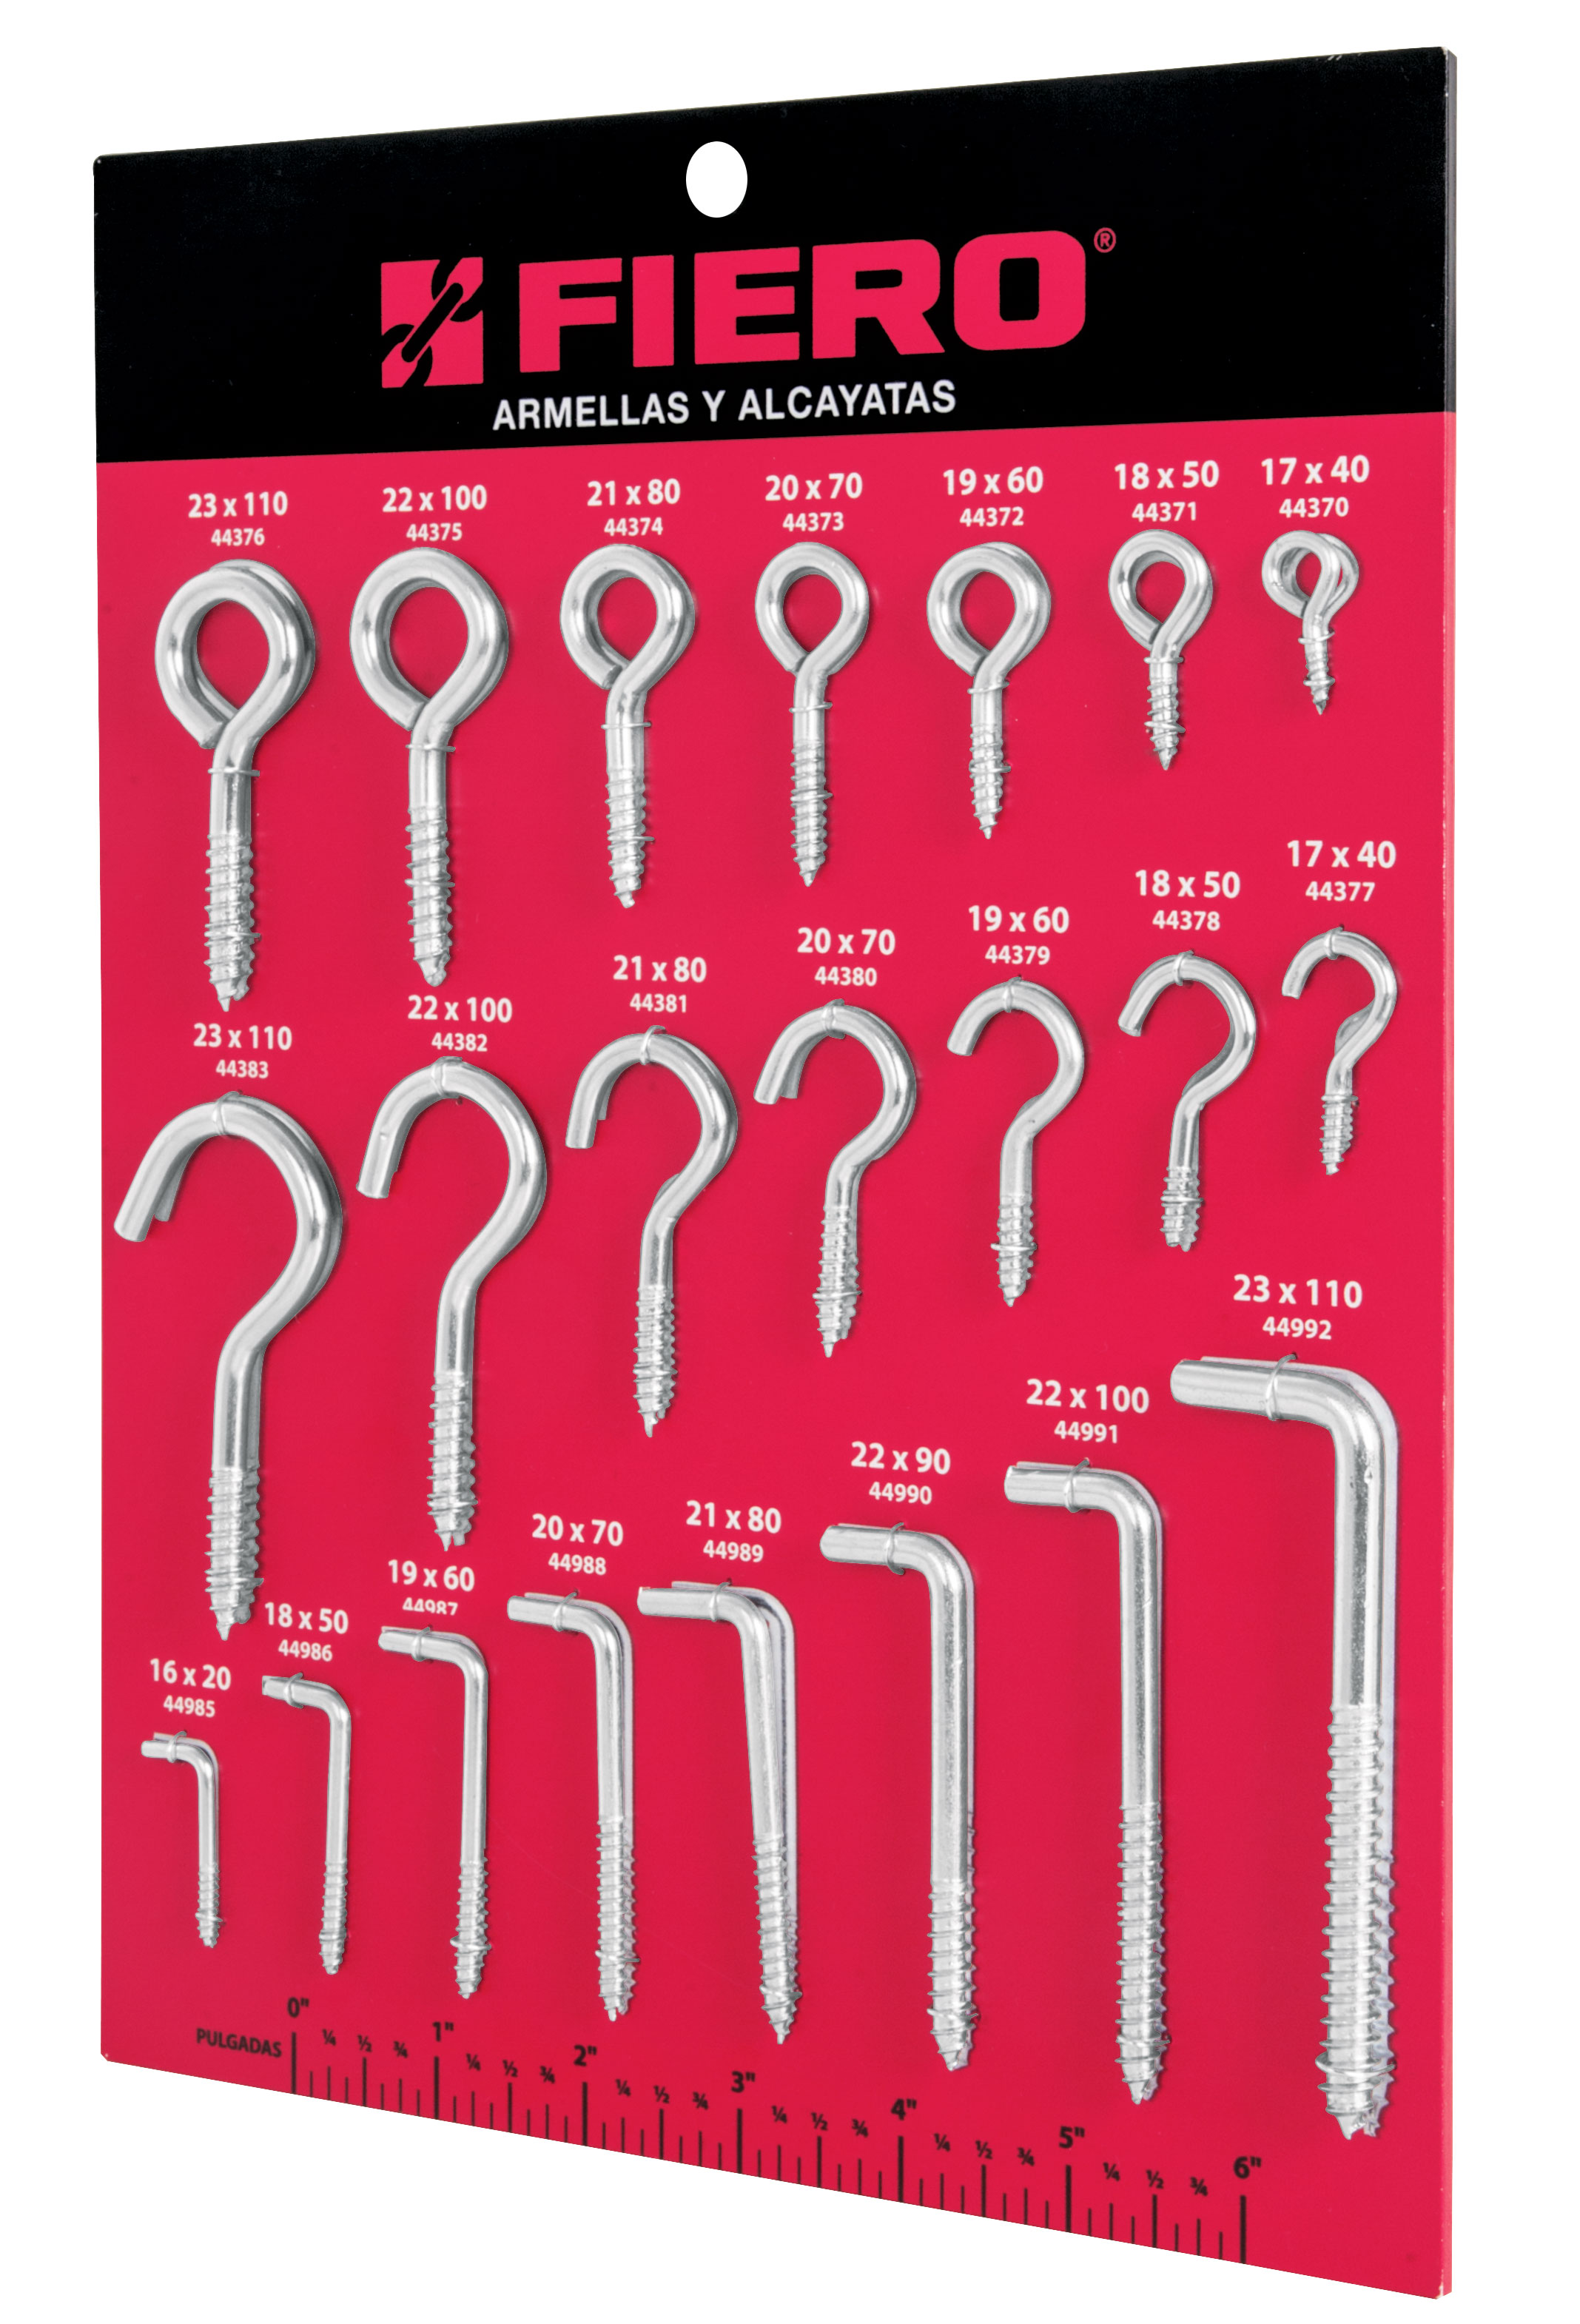 FIERO®
ARMELLAS Y ALCAYATAS
23 x 110
44376
22 x 100
44375
21 x 80
44374
20 x 70
44373
19 x 60
44372
18 x 50
44371
17 x 40
44370
23 x 110
44383
22 x 100
44382
21 x 80
44381
20 x 70
44380
19 x 60
44379
18 x 50
44378
17 x 40
44377
16 x 20
44985
18 x 50
44986
19 x 60
44987
20 x 70
44988
21 x 80
44989
22 x 90
44990
22 x 100
44991
23 x 110
44992
PULGADAS 0" ¼ ½ ¾ 1" ¼ ½ ¾ 2" ¼ ½ ¾ 3" ¼ ½ ¾ 4" ¼ ½ ¾ 5" ¼ ½ ¾ 6"